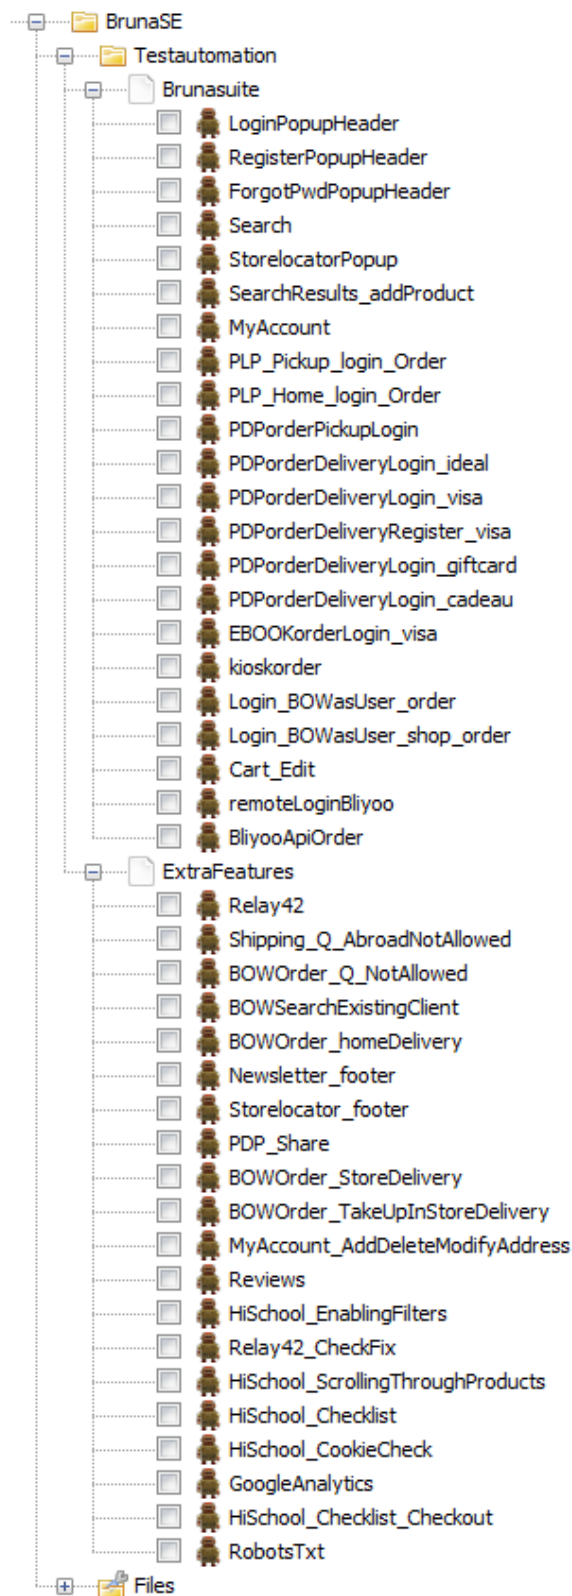 BrunaSE
Testautomation
Brunasuite
LoginPopupHeader
RegisterPopupHeader
ForgotPwdPopupHeader
Search
StorelocatorPopup
SearchResults_addProduct
MyAccount
PLP_Pickup_login_Order
PLP_Home_login_Order
PDPorderPickupLogin
PDPorderDeliveryLogin_ideal
PDPorderDeliveryLogin_visa
PDPorderDeliveryRegister_visa
PDPorderDeliveryLogin_giftcard
PDPorderDeliveryLogin_cadeau
EBOOKorderLogin_visa
kioskorder
Login_BOWasUser_order
Login_BOWasUser_shop_order
Cart_Edit
remoteLoginBliyoo
BliyooApiOrder
ExtraFeatures
Relay42
Shipping_Q_AbroadNotAllowed
BOWOrder_Q_NotAllowed
BOWSearchExistingClient
BOWOrder_homeDelivery
Newsletter_footer
Storelocator_footer
PDP_Share
BOWOrder_StoreDelivery
BOWOrder_TakeUpInStoreDelivery
MyAccount_AddDeleteModifyAddress
Reviews
HiSchool_EnablingFilters
Relay42_CheckFix
HiSchool_ScrollingThroughProducts
HiSchool_Checklist
HiSchool_CookieCheck
GoogleAnalytics
HiSchool_Checklist_Checkout
RobotsTxt
Files